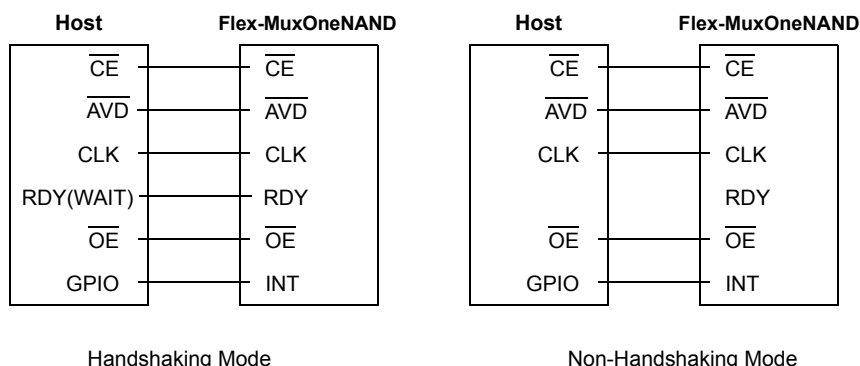 Host Flex-MuxOneNAND
CE CE
AVD AVD
CLK CLK
RDY(WAIT) RDY
OE OE
GPIO INT
Handshaking Mode
Host Flex-MuxOneNAND
CE CE
AVD AVD
CLK CLK
RDY
OE OE
GPIO INT
Non-Handshaking Mode